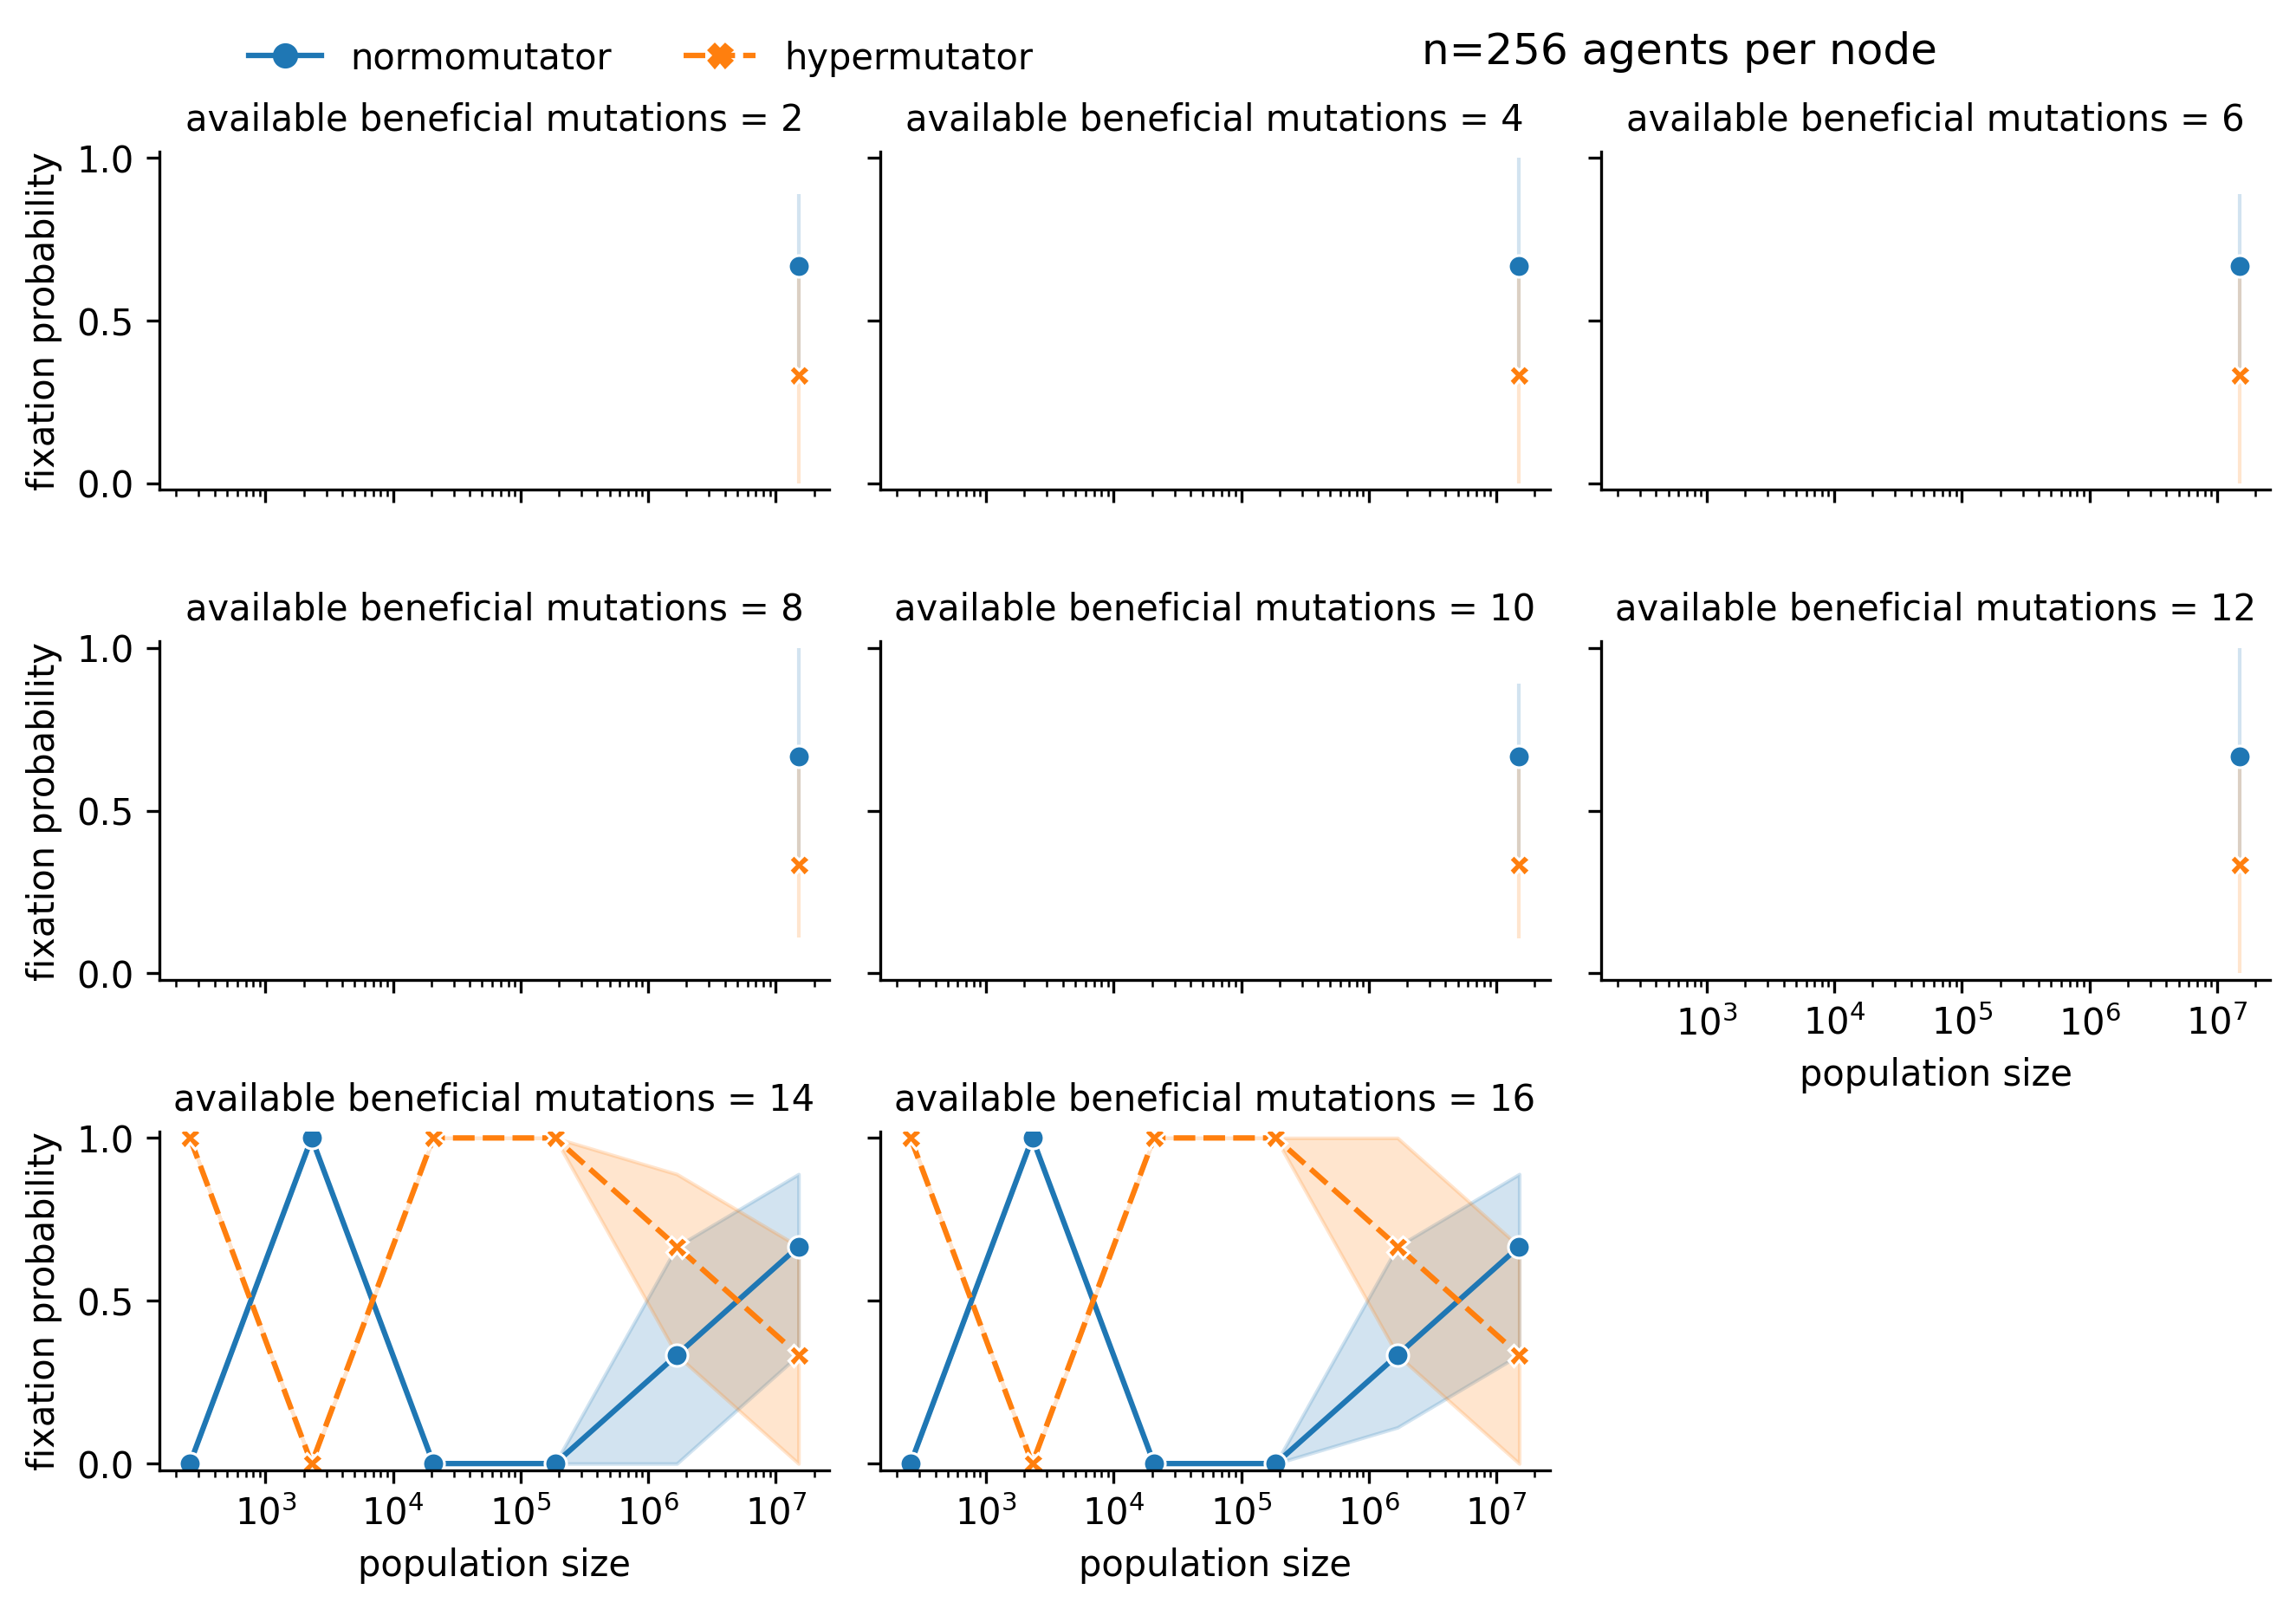 normomutator hypermutator n=256 agents per node
available beneficial mutations = 2 available beneficial mutations = 4 available beneficial mutations = 6
fixation probability
1.0
0.5
0.0
available beneficial mutations = 8 available beneficial mutations = 10 available beneficial mutations = 12
fixation probability
1.0
0.5
0.0
10³ 10⁴ 10⁵ 10⁶ 10⁷
population size
available beneficial mutations = 14 available beneficial mutations = 16
fixation probability
1.0
0.5
0.0
10³ 10⁴ 10⁵ 10⁶ 10⁷ 10³ 10⁴ 10⁵ 10⁶ 10⁷
population size population size